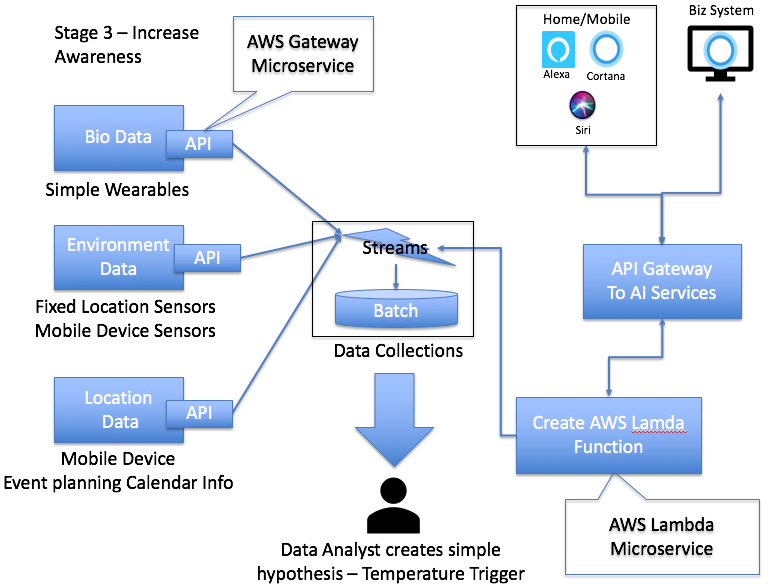 Stage 3 – Increase
Awareness
AWS Gateway
Microservice
Home/Mobile
Alexa
Cortana
Siri
Biz System
Bio Data
API
Simple Wearables
Environment
Data
API
Fixed Location Sensors
Mobile Device Sensors
Streams
Batch
Data Collections
API Gateway
To AI Services
Location
Data
API
Mobile Device
Event planning Calendar Info
Create AWS Lamda
Function
AWS Lambda
Microservice
Data Analyst creates simple
hypothesis – Temperature Trigger